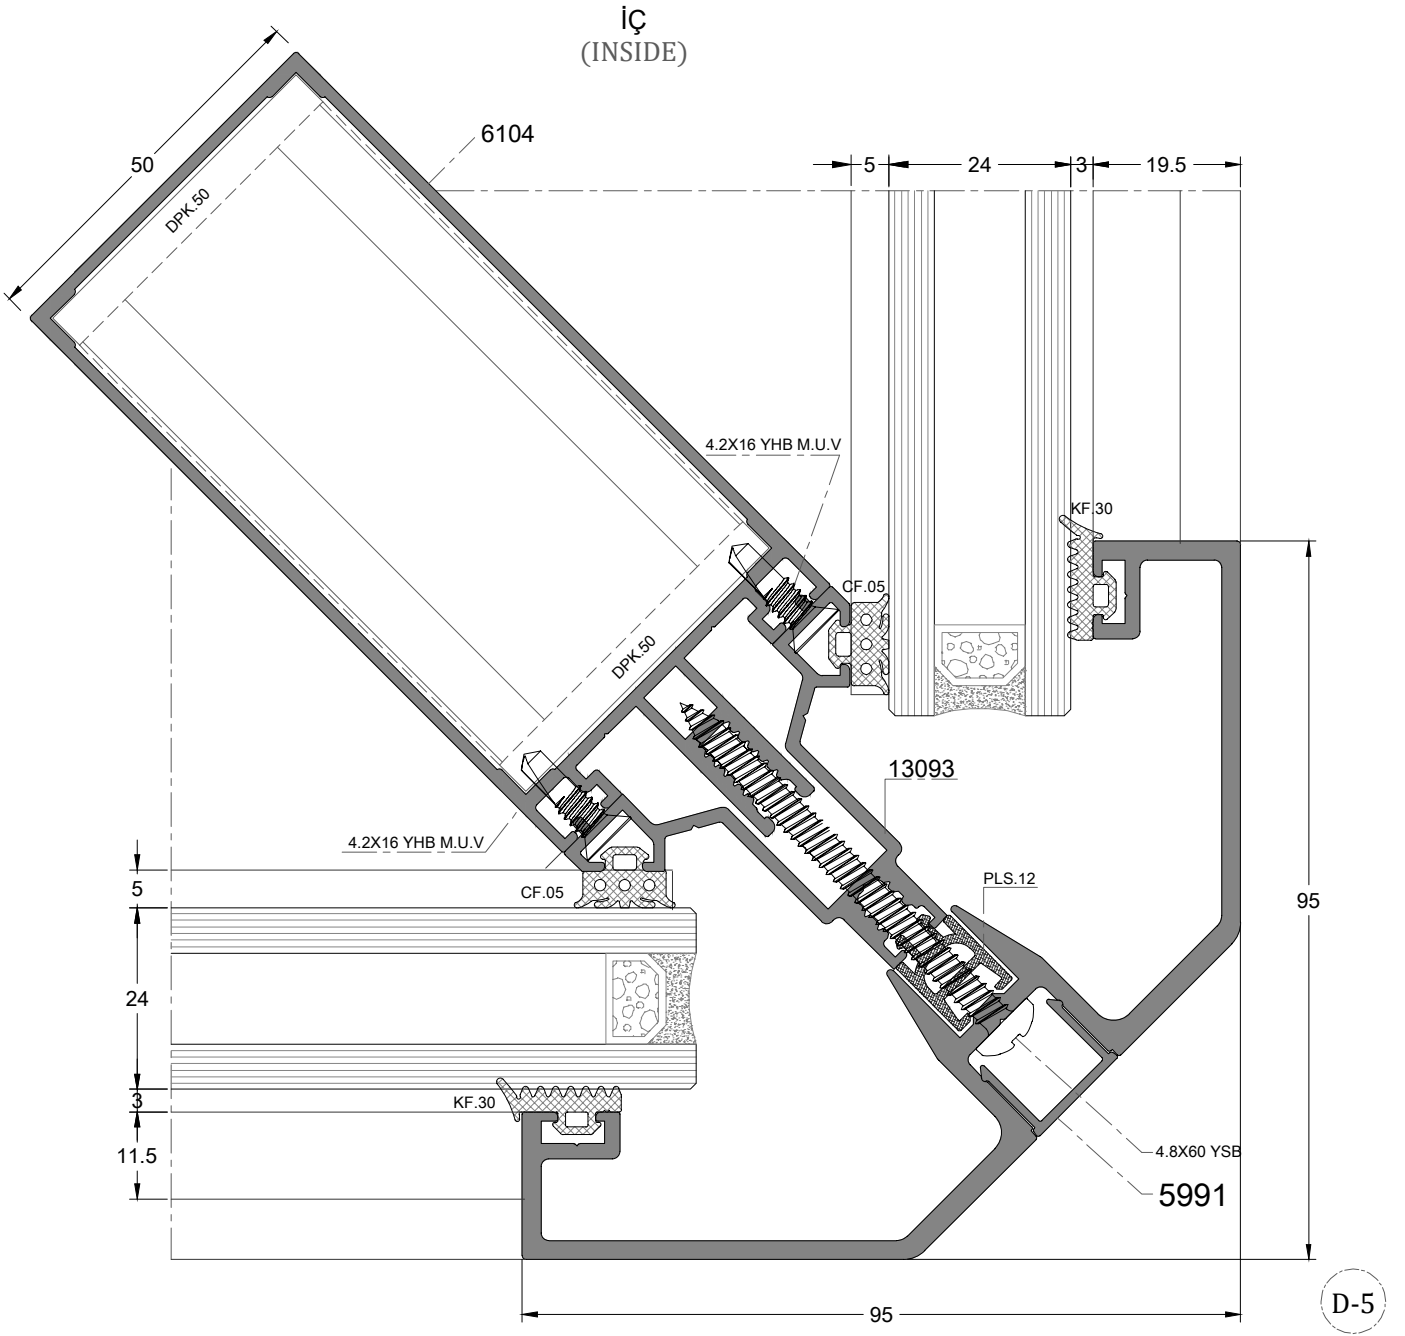 İÇ
(INSIDE)
6104
50
DPK.50
5
24
3
19.5
4.2X16 YHB M.U.V
KF.30
CF.05
DPK.50
13093
4.2X16 YHB M.U.V
PLS.12
5
CF.05
95
24
3
KF.30
11.5
4.8X60 YSB
5991
95
D-5